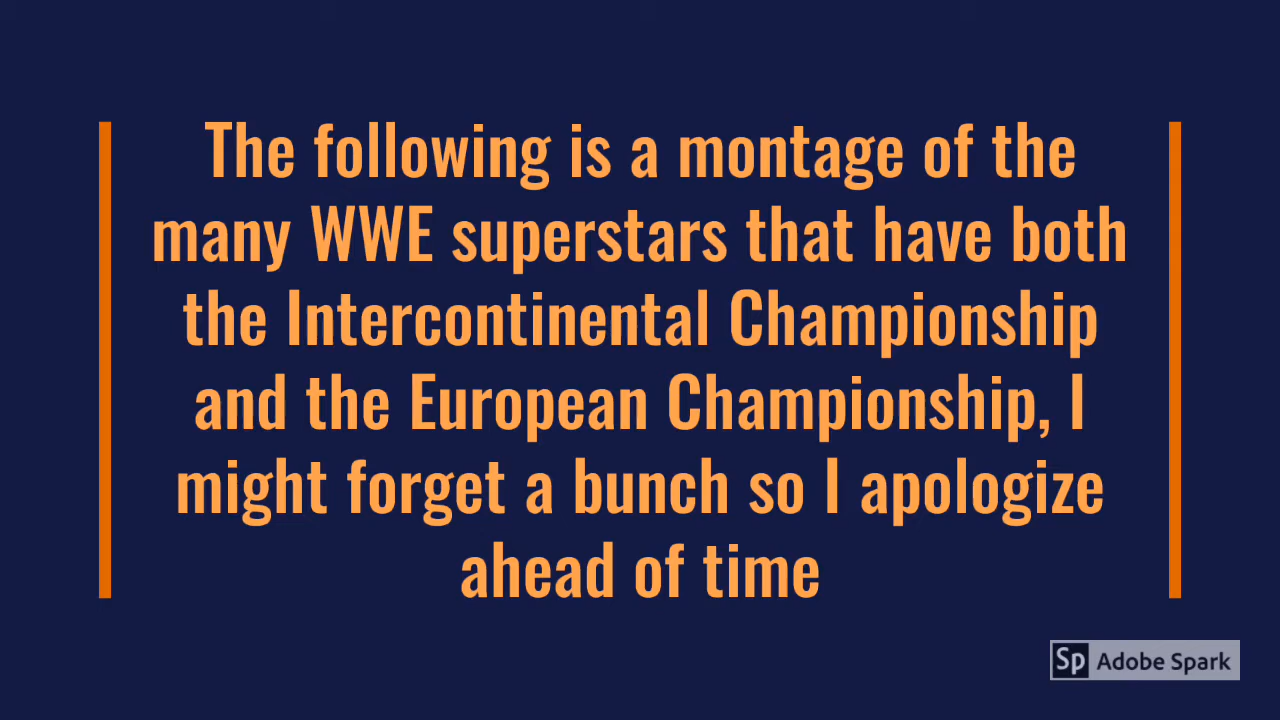 The following is a montage of the
many WWE superstars that have both
the Intercontinental Championship
and the European Championship, I
might forget a bunch so I apologize
ahead of time
Sp Adobe Spark